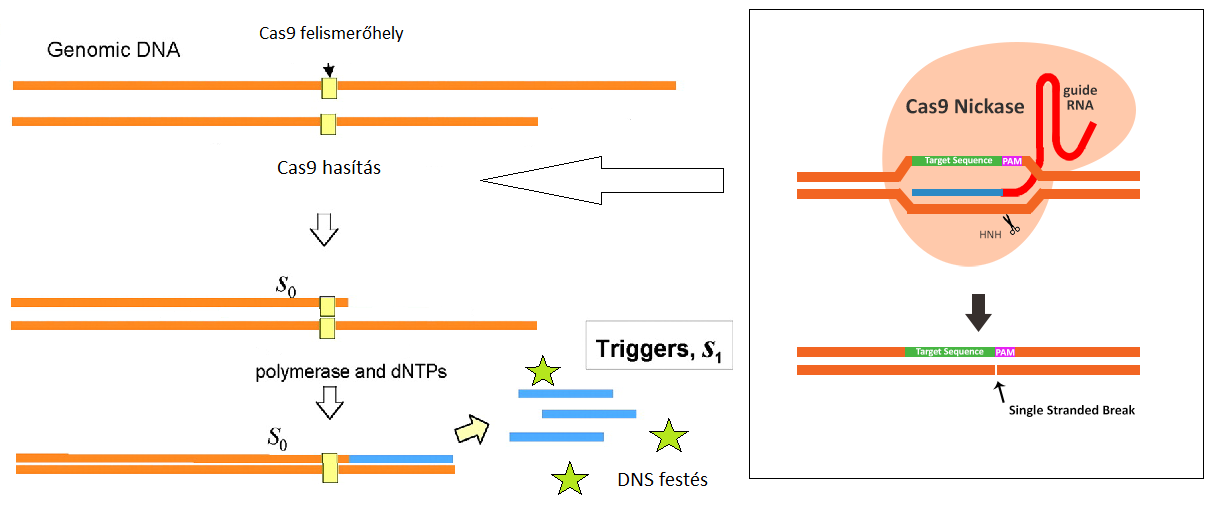 Cas9 felismerőhely
Genomic DNA
Cas9 hasítás
S0
polymerase and dNTPs
S0
Triggers, S1
DNS festés
Cas9 Nickase
guide
RNA
Target Sequence PAM
HNH
Target Sequence PAM
Single Stranded Break